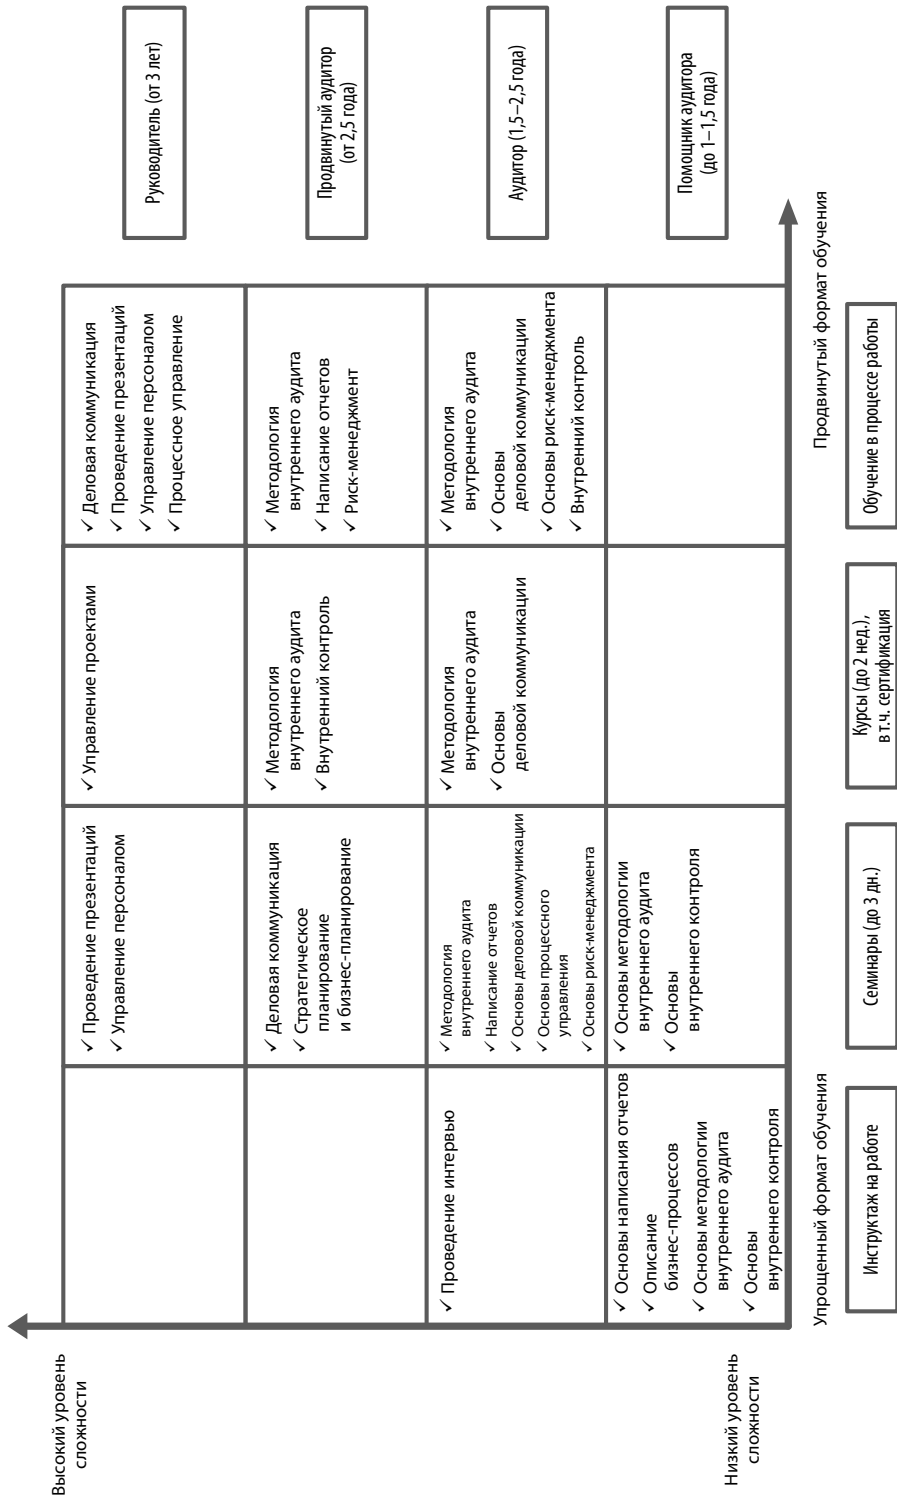 Высокий уровень
сложности
✓ Проведение презентаций
✓ Управление персоналом
✓ Управление проектами
✓ Деловая коммуникация
✓ Проведение презентаций
✓ Управление персоналом
✓ Процессное управление
Руководитель (от 3 лет)
✓ Деловая коммуникация
✓ Стратегическое
планирование
и бизнес-планирование
✓ Методология
внутреннего аудита
✓ Внутренний контроль
✓ Методология
внутреннего аудита
✓ Написание отчетов
✓ Риск-менеджмент
Продвинутый аудитор
(от 2,5 года)
✓ Проведение интервью
✓ Методология
внутреннего аудита
✓ Написание отчетов
✓ Основы деловой коммуникации
✓ Основы процессного
управления
✓ Основы риск-менеджмента
✓ Методология
внутреннего аудита
✓ Основы
деловой коммуникации
✓ Методология
внутреннего аудита
✓ Основы
деловой коммуникации
✓ Основы риск-менеджмента
✓ Внутренний контроль
Аудитор (1,5–2,5 года)
✓ Основы написания отчетов
✓ Описание
бизнес-процессов
✓ Основы методологии
внутреннего аудита
✓ Основы
внутреннего контроля
✓ Основы методологии
внутреннего аудита
✓ Основы
внутреннего контроля
Помощник аудитора
(до 1–1,5 года)
Низкий уровень
сложности
Упрощенный формат обучения
Продвинутый формат обучения
Инструктаж на работе
Семинары (до 3 дн.)
Курсы (до 2 нед.),
в т.ч. сертификация
Обучение в процессе работы